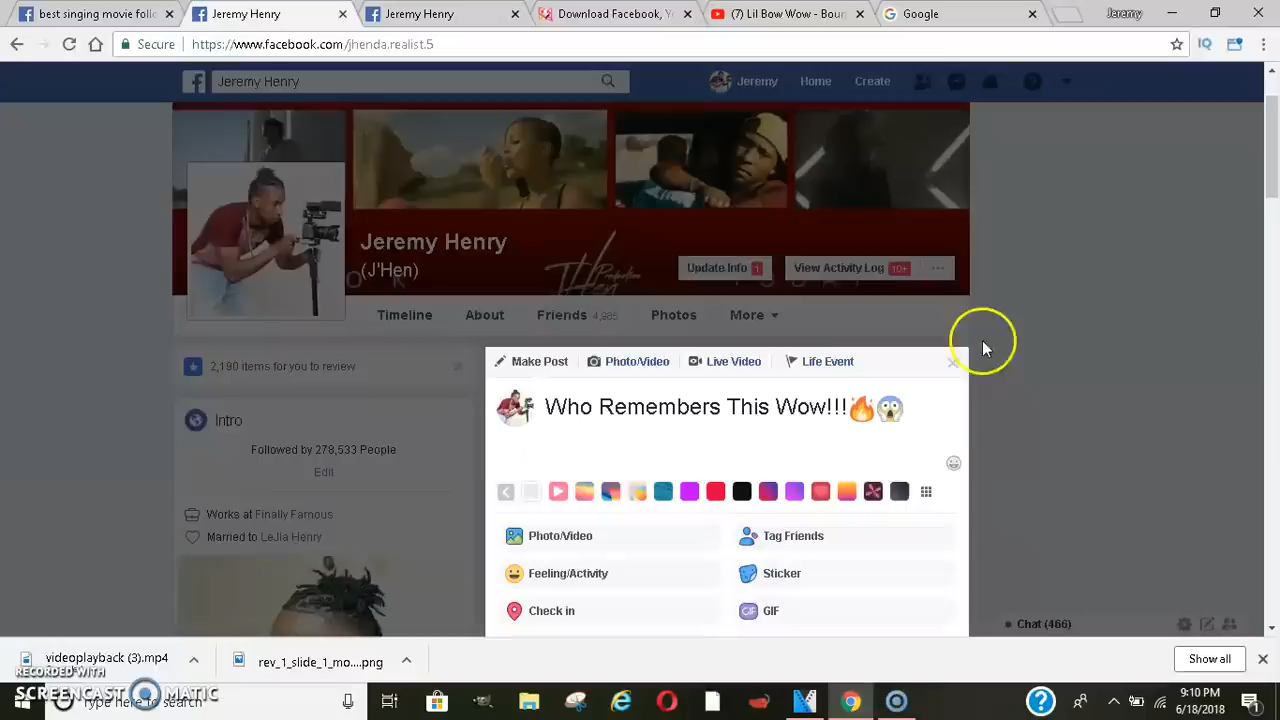 best singing movie follo
Jeremy Henry
Jeremy Henry
Download Facebook, Y
(7) Lil Bow Wow - Boun
Google
Jeremy
Secure
https://www.facebook.com/jhenda.realist.5
Jeremy Henry
Jeremy
Home
Create
Jeremy Henry
(J'Hen)
Update Info 1
View Activity Log 10+
Timeline
About
Friends 4,985
Photos
More
2,180 items for you to review
Intro
Followed by 278,533 People
Edit
Works at Finally Famous
Married to LeJIa Henry
Make Post
Photo/Video
Live Video
Life Event
Who Remembers This Wow!!!🔥😱
Photo/Video
Tag Friends
Feeling/Activity
Sticker
Check in
GIF
Chat (466)
videoplayback (3).mp4
rev_1_slide_1_mo....png
Show all
RECORDED WITH
SCREENCAST MATIC
Type here to search
9:10 PM
6/18/2018